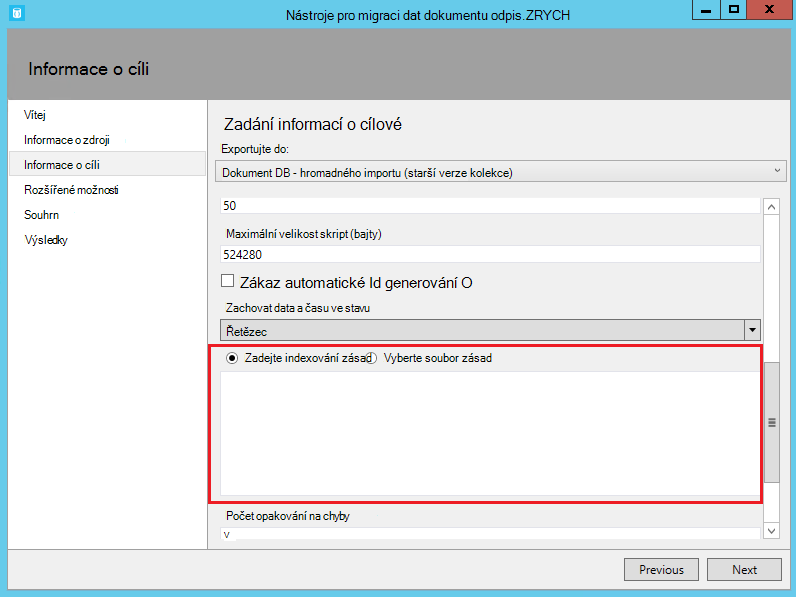 Nástroje pro migraci dat dokumentu odpis.ZRYCH
Informace o cíli
Vítej
Informace o zdroji
Informace o cíli
Rozšířené možnosti
Souhrn
Výsledky
Zadání informací o cílové
Exportujte do:
Dokument DB - hromadného importu (starší verze kolekce)
50
Maximální velikost skript (bajty)
524280
Zákaz automatické Id generování O
Zachovat data a času ve stavu
Řetězec
Zadejte indexování zásad Vyberte soubor zásad
Počet opakování na chyby
v
Previous Next